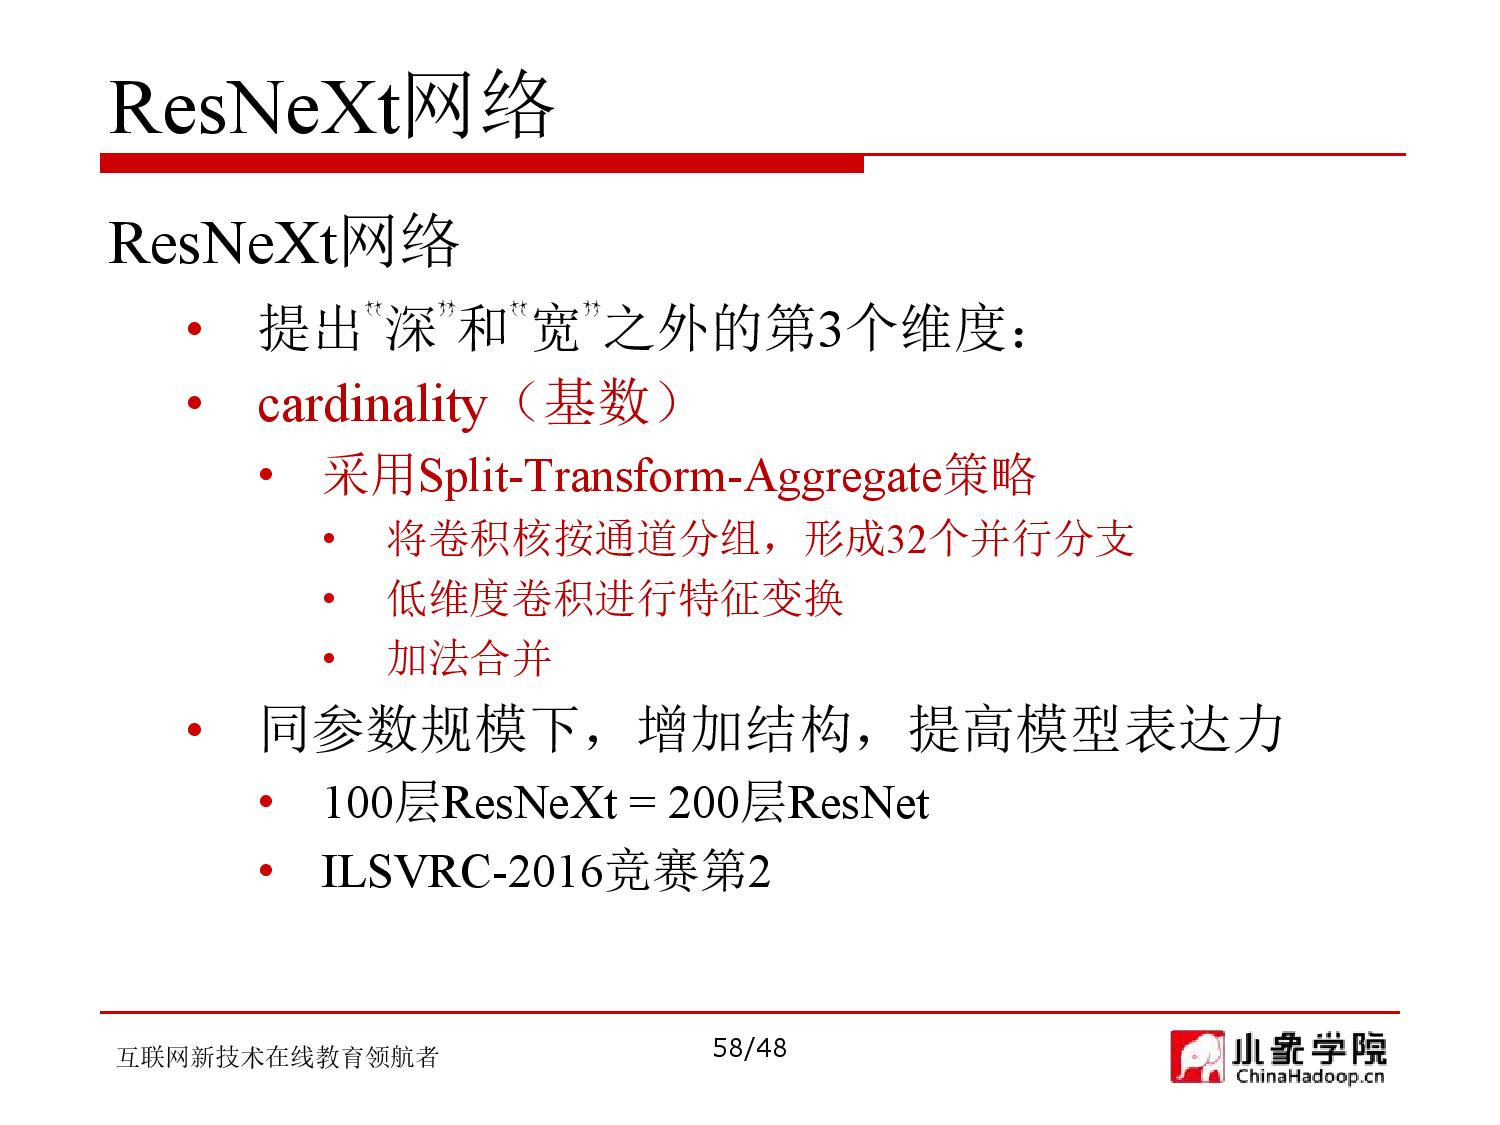 ResNeXt网络
ResNeXt网络
• 提出“深”和“宽”之外的第3个维度：
• cardinality（基数）
• 采用Split-Transform-Aggregate策略
• 将卷积核按通道分组，形成32个并行分支
• 低维度卷积进行特征变换
• 加法合并
• 同参数规模下，增加结构，提高模型表达力
• 100层ResNeXt = 200层ResNet
• ILSVRC-2016竞赛第2
互联网新技术在线教育领航者
58/48
小象学院
ChinaHadoop.cn